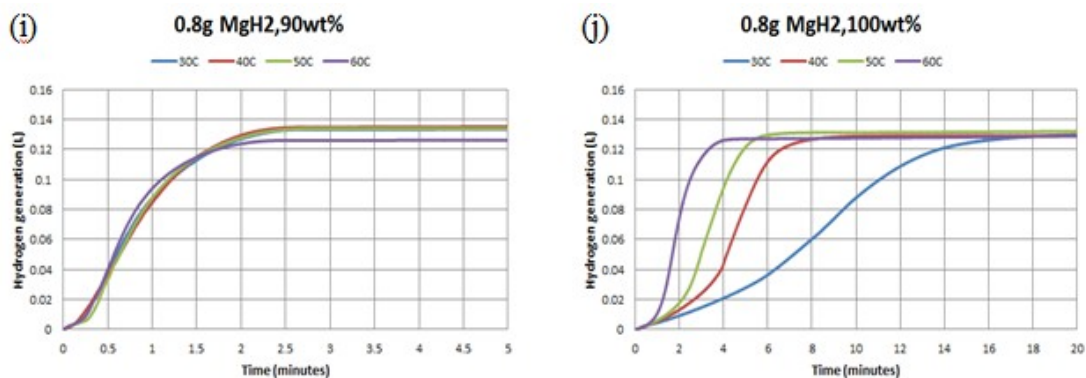 (i)
0.8g MgH2,90wt%
30C 40C 50C 60C
Hydrogen generation (L)
0.16
0.14
0.12
0.1
0.08
0.06
0.04
0.02
0
0 0.5 1 1.5 2 2.5 3 3.5 4 4.5 5
Time (minutes)
(j)
0.8g MgH2,100wt%
30C 40C 50C 60C
Hydrogen generation (L)
0.16
0.14
0.12
0.1
0.08
0.06
0.04
0.02
0
0 2 4 6 8 10 12 14 16 18 20
Time (minutes)